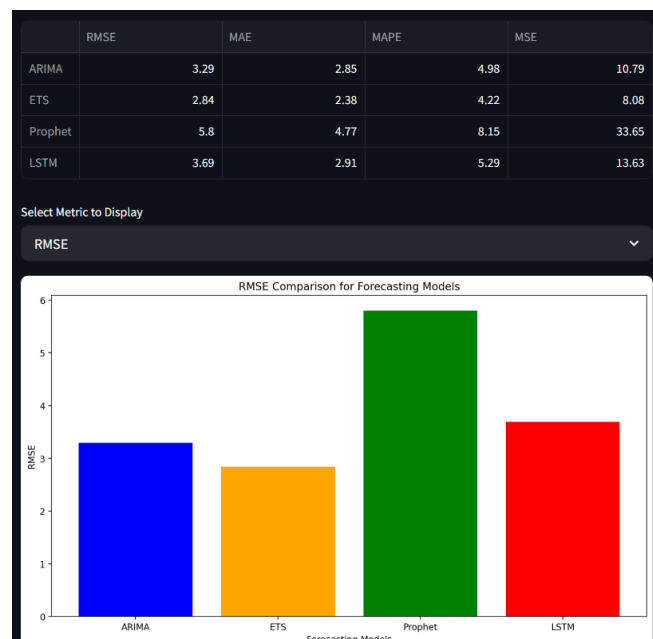 RMSE MAE MAPE MSE
ARIMA 3.29 2.85 4.98 10.79
ETS 2.84 2.38 4.22 8.08
Prophet 5.8 4.77 8.15 33.65
LSTM 3.69 2.91 5.29 13.63
Select Metric to Display
RMSE
RMSE Comparison for Forecasting Models
6
5
4
3
2
1
0
RMSE
ARIMA ETS Prophet LSTM
Forecasting Models